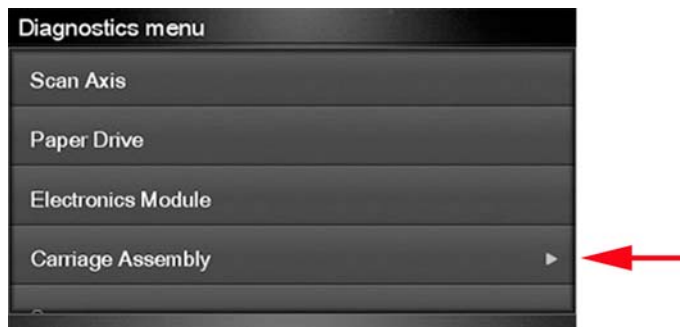 Diagnostics menu
Scan Axis
Paper Drive
Electronics Module
Carriage Assembly